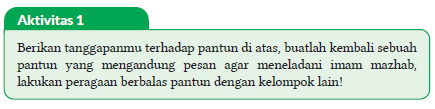 Aktivitas 1
Berikan tanggapanmu terhadap pantun di atas, buatlah kembali sebuah
pantun yang mengandung pesan agar meneladani imam mazhab,
lakukan peragaan berbalas pantun dengan kelompok lain!